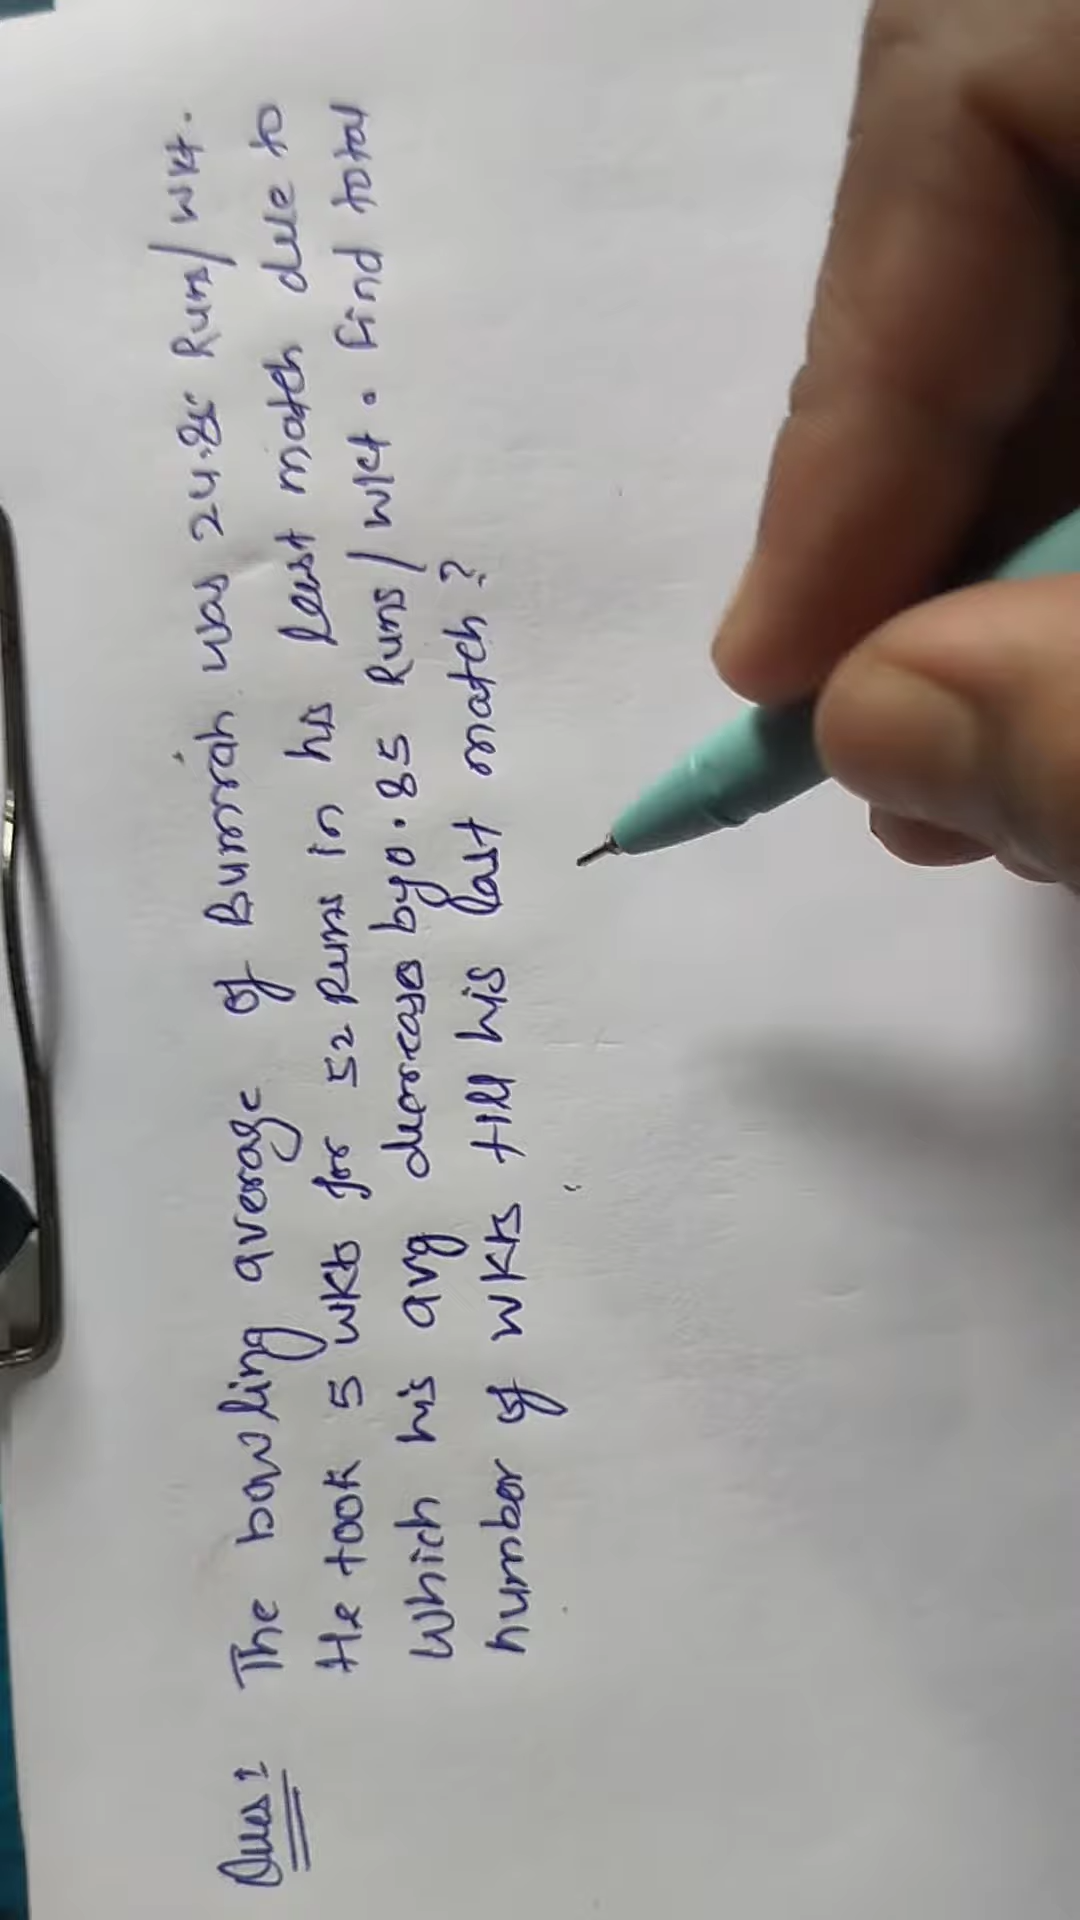 Ques 1 The bowling average of Bumrah was 24.85 Runs/wkt.
He took 5 wkts for 52 Runs in his last match due to
which his avg decreases by 0.85 Runs/wkt. Find total
number of wkts till his last match?